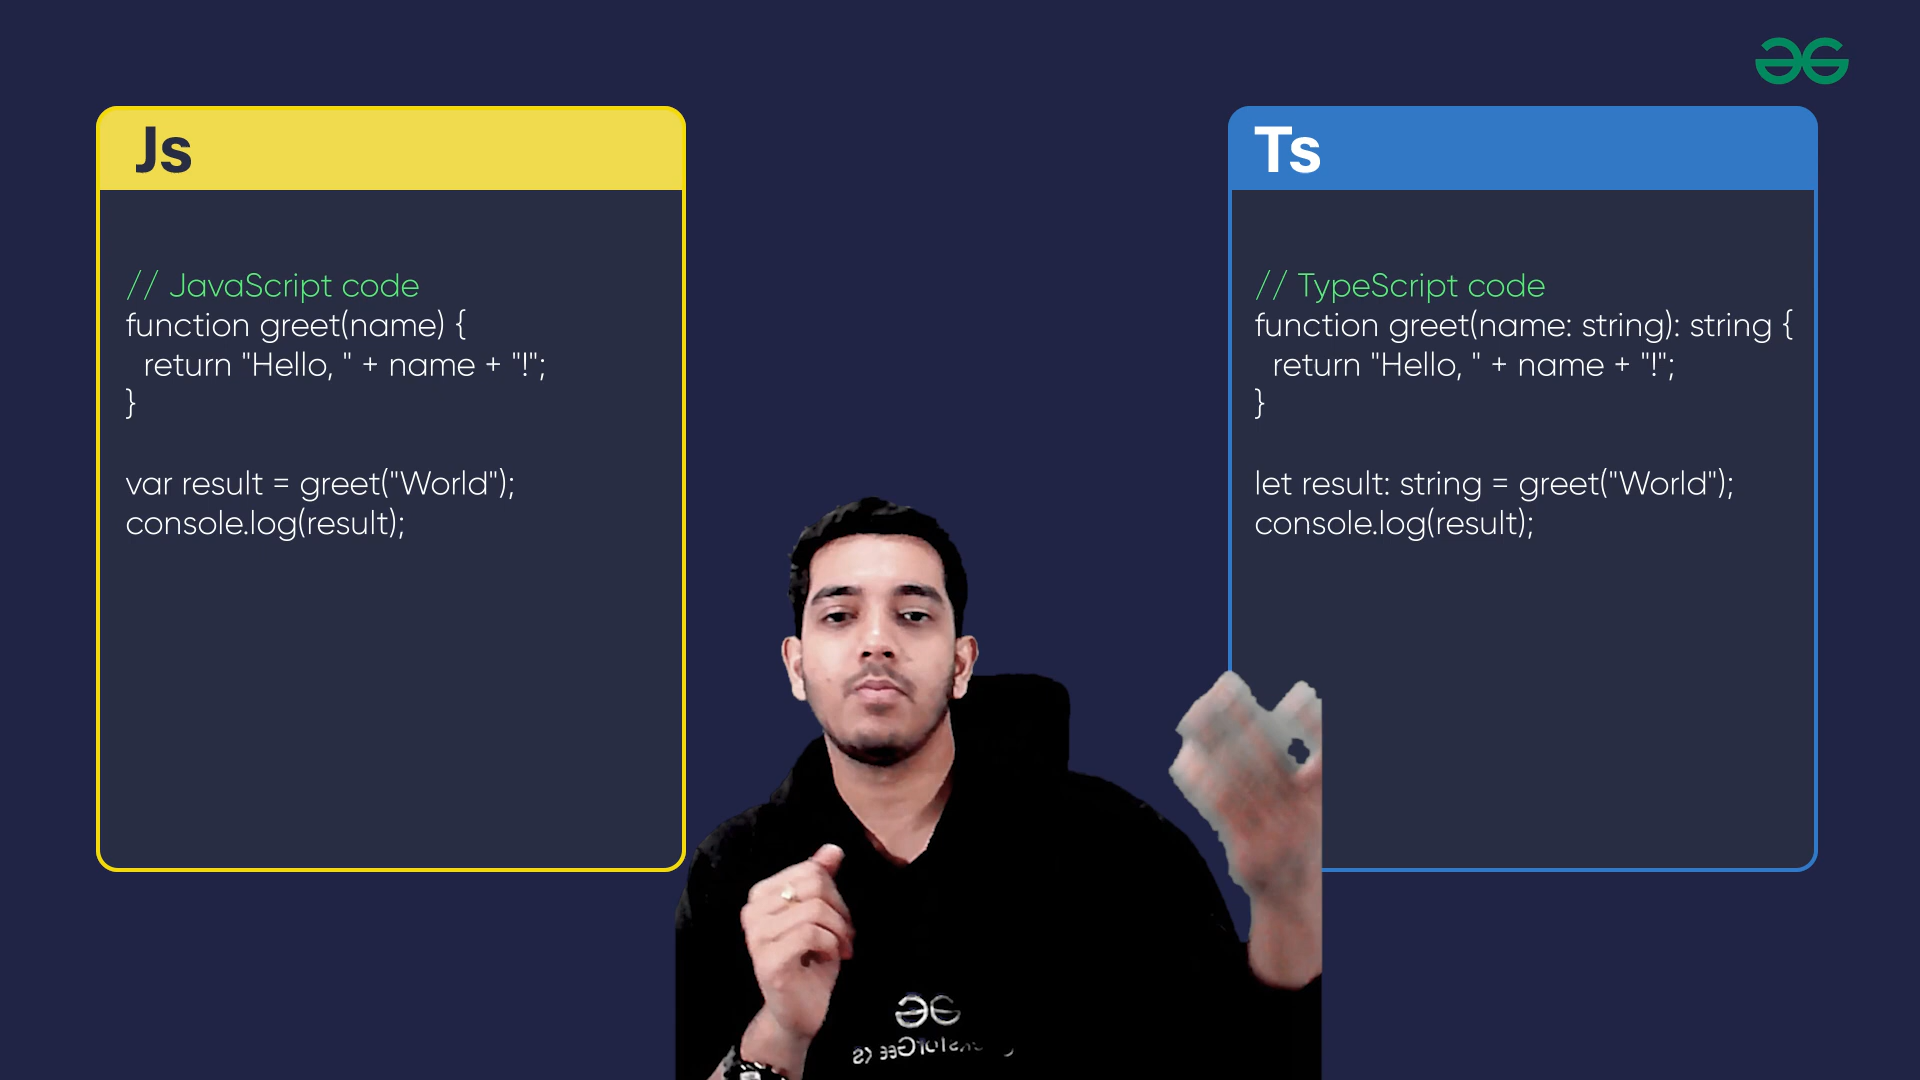 Js
// JavaScript code
function greet(name) {
  return "Hello, " + name + "!";
}
var result = greet("World");
console.log(result);
Ts
// TypeScript code
function greet(name: string): string {
  return "Hello, " + name + "!";
}
let result: string = greet("World");
console.log(result);